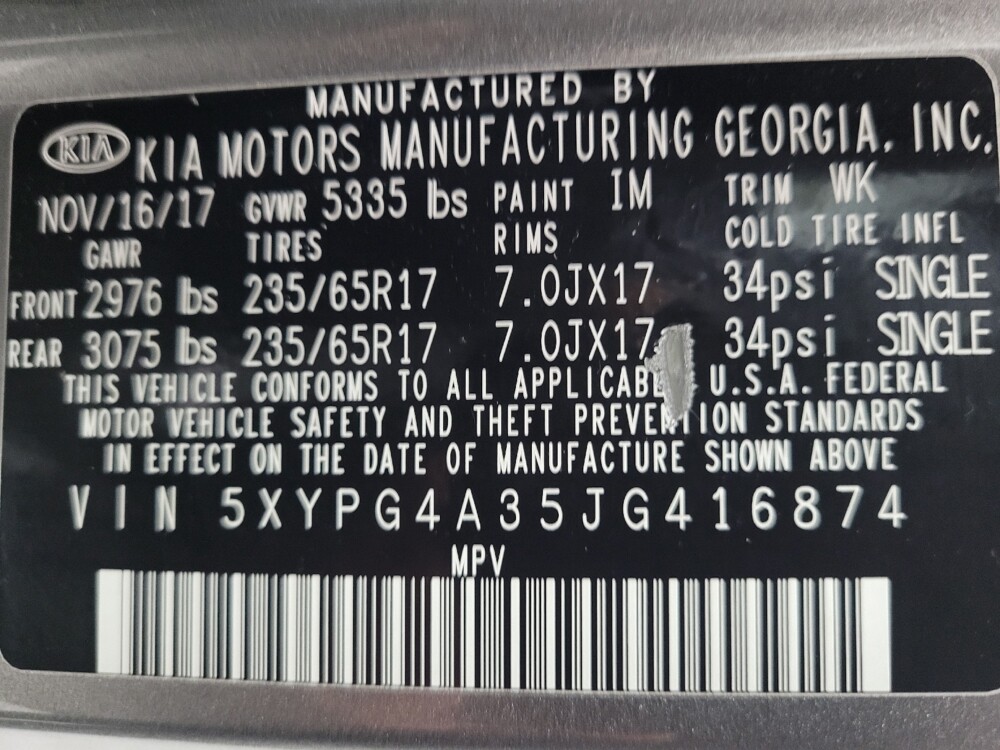 MANUFACTURED BY
KIA KIA MOTORS MANUFACTURING GEORGIA, INC.
NOV/16/17 GVWR 5335 lbs PAINT IM TRIM WK
GAWR TIRES RIMS COLD TIRE INFL
FRONT 2976 lbs 235/65R17 7.0JX17 34psi SINGLE
REAR 3075 lbs 235/65R17 7.0JX17 34psi SINGLE
THIS VEHICLE CONFORMS TO ALL U.S.A. FEDERAL
MOTOR VEHICLE SAFETY AND THEFT PREVENTION STANDARDS
IN EFFECT ON THE DATE OF MANUFACTURE SHOWN ABOVE
VIN 5XYPG4A35JG416874
MPV